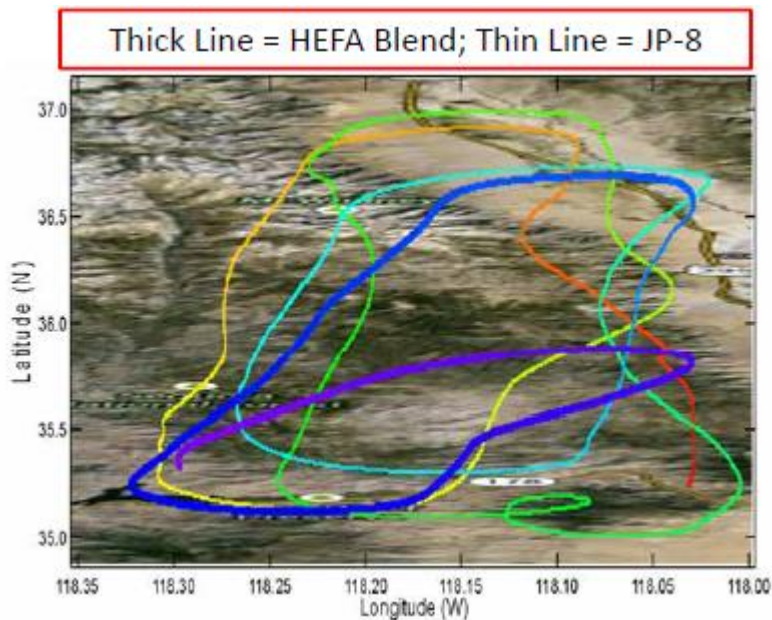 Thick Line = HEFA Blend; Thin Line = JP-8
37.0
36.5
36.0
35.5
35.0
Latitude (N)
178
118.35 118.30 118.25 118.20 118.15 118.10 118.05 118.00
Longitude (W)